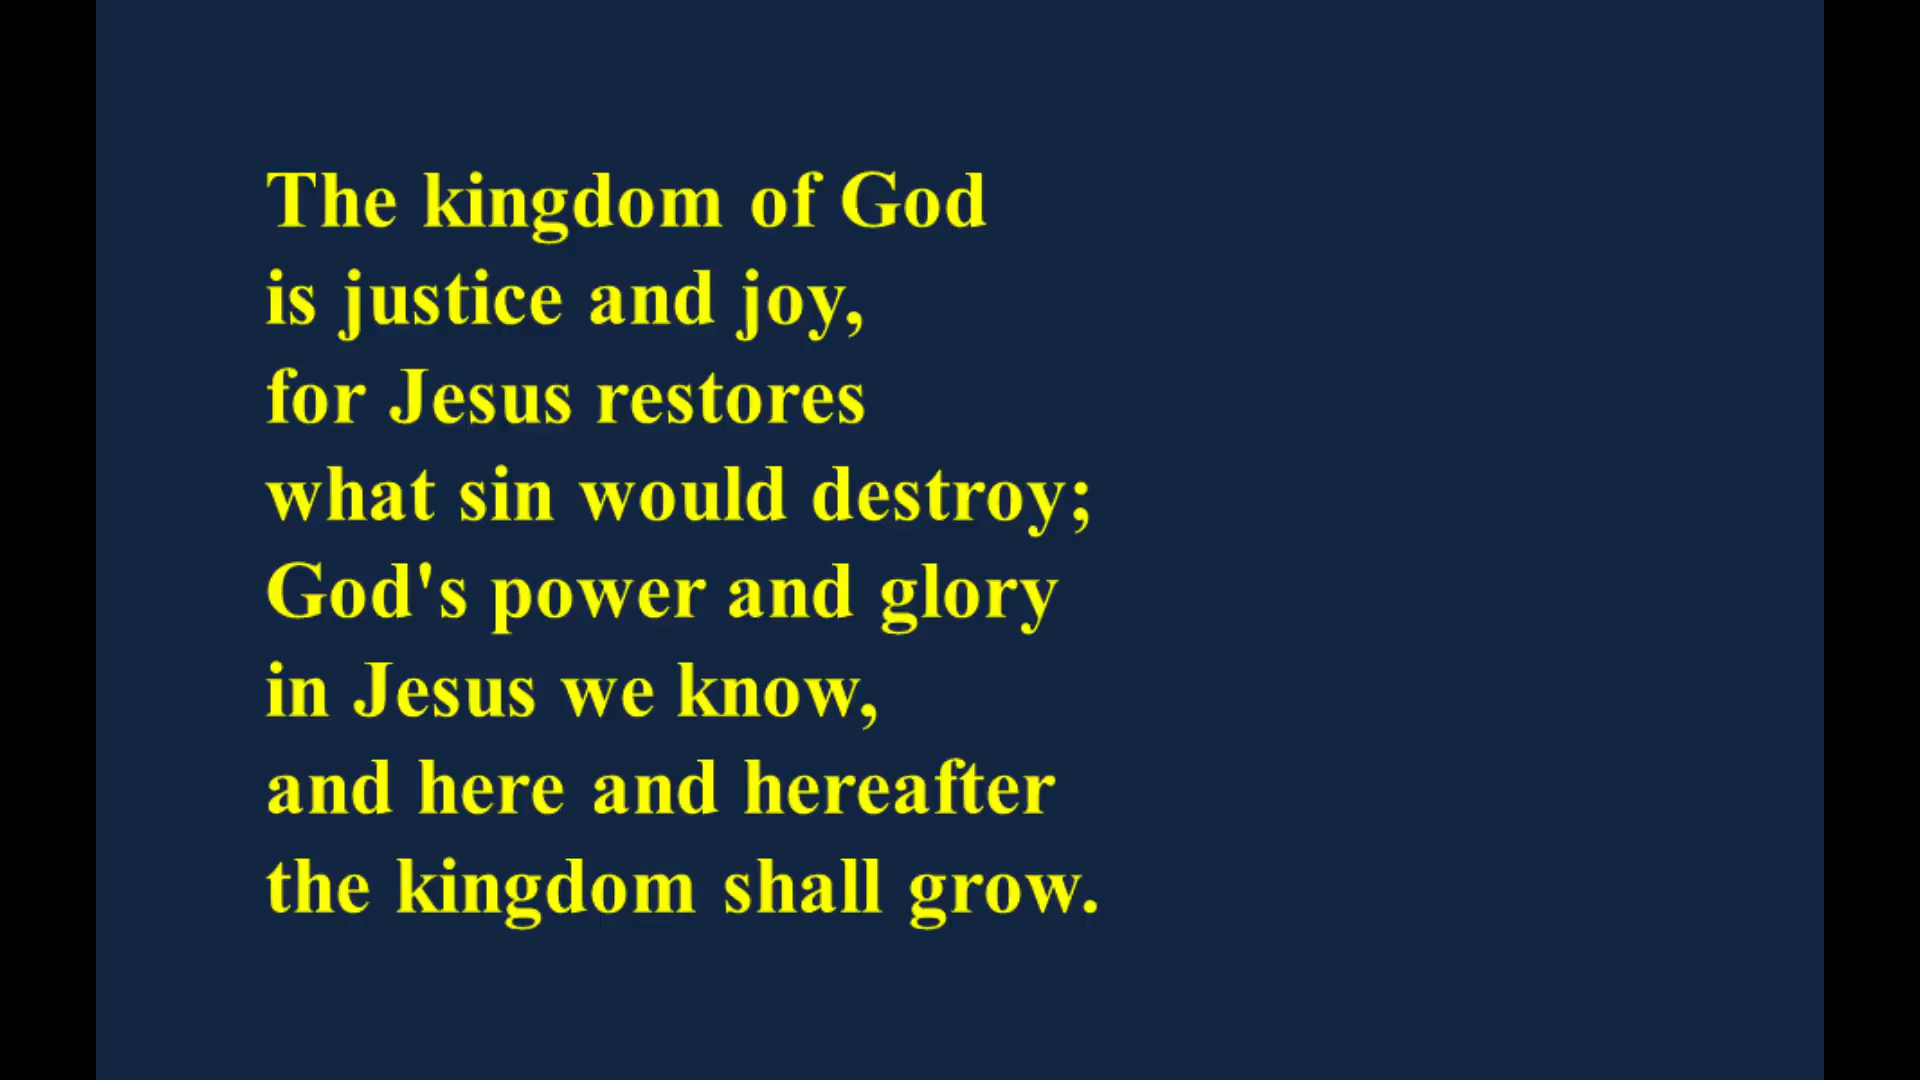 The kingdom of God
is justice and joy,
for Jesus restores
what sin would destroy;
God's power and glory
in Jesus we know,
and here and hereafter
the kingdom shall grow.